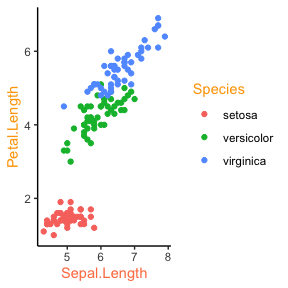 6
4
2
Petal.Length
5 6 7 8
Sepal.Length
Species
setosa
versicolor
virginica